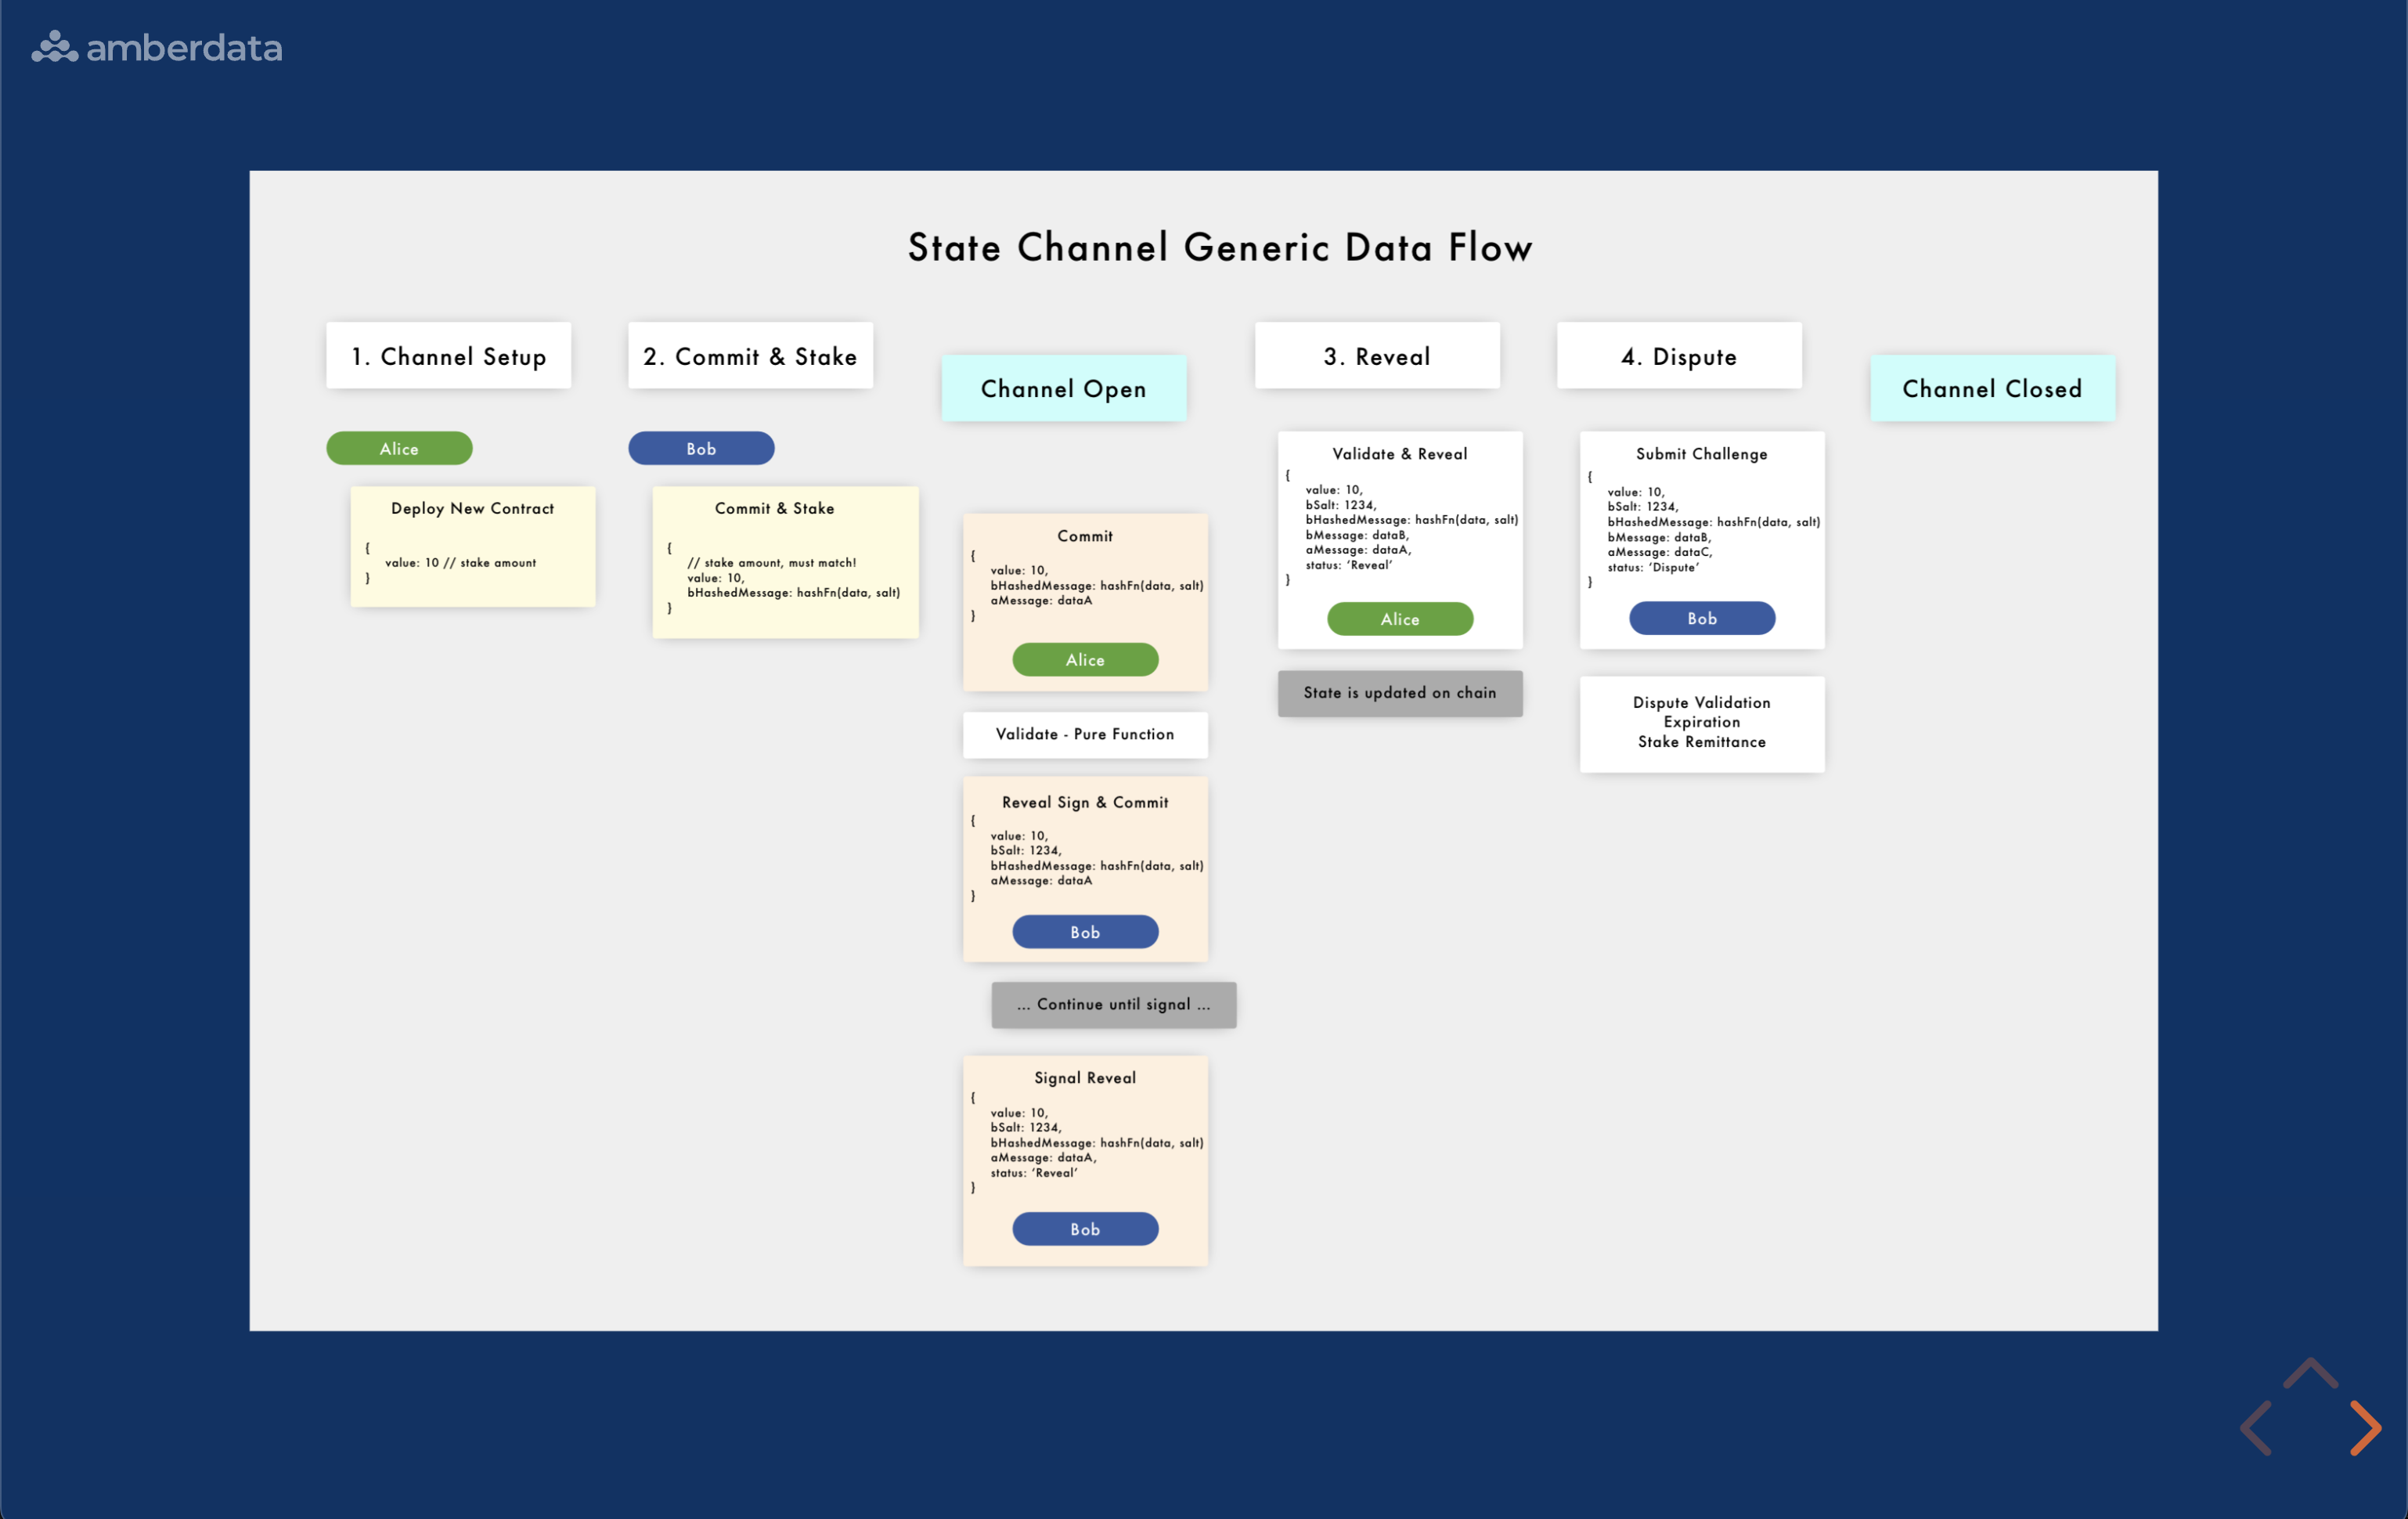 amberdata
State Channel Generic Data Flow
1. Channel Setup
Alice
Deploy New Contract
{
value: 10 // stake amount
}
2. Commit & Stake
Bob
Commit & Stake
{
// stake amount, must match!
value: 10,
bHashedMessage: hashFn(data, salt)
}
Channel Open
Commit
{
value: 10,
bHashedMessage: hashFn(data, salt)
aMessage: dataA
}
Alice
Validate - Pure Function
Reveal Sign & Commit
{
value: 10,
bSalt: 1234,
bHashedMessage: hashFn(data, salt)
aMessage: dataA
}
Bob
... Continue until signal ...
Signal Reveal
{
value: 10,
bSalt: 1234,
bHashedMessage: hashFn(data, salt)
aMessage: dataA,
status: ‘Reveal’
}
Bob
3. Reveal
Validate & Reveal
{
value: 10,
bSalt: 1234,
bHashedMessage: hashFn(data, salt)
bMessage: dataB,
aMessage: dataA,
status: ‘Reveal’
}
Alice
State is updated on chain
4. Dispute
Submit Challenge
{
value: 10,
bSalt: 1234,
bHashedMessage: hashFn(data, salt)
bMessage: dataB,
aMessage: dataC,
status: ‘Dispute’
}
Bob
Dispute Validation
Expiration
Stake Remittance
Channel Closed